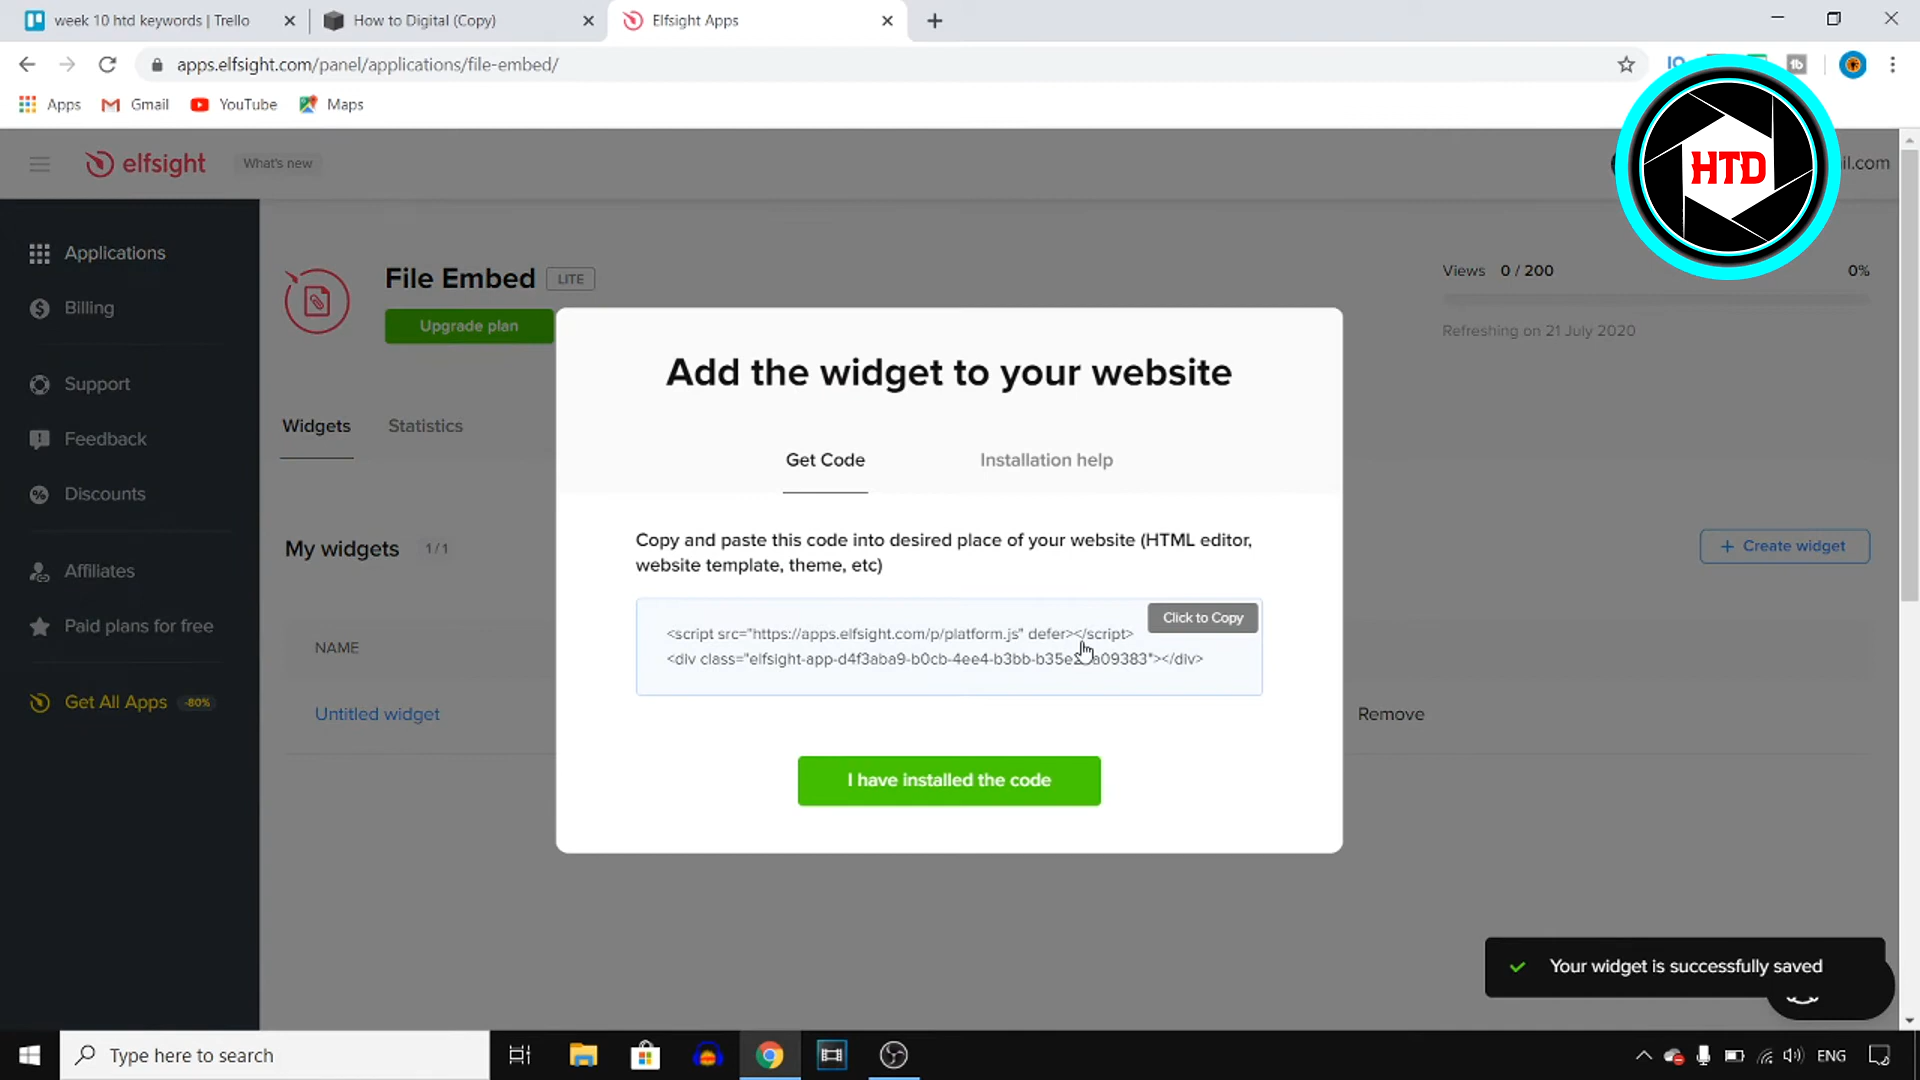 week 10 htd keywords | Trello
How to Digital (Copy)
Elfsight Apps
apps.elfsight.com/panel/applications/file-embed/
Apps
Gmail
YouTube
Maps
HTD
elfsight
What's new
il.com
Applications
Billing
Support
Feedback
Discounts
Affiliates
Paid plans for free
Get All Apps -80%
File Embed LITE
Upgrade plan
Views 0 / 200 0%
Refreshing on 21 July 2020
Widgets Statistics
My widgets 1/1
+ Create widget
NAME
Untitled widget
Remove
Add the widget to your website
Get Code
Installation help
Copy and paste this code into desired place of your website (HTML editor,
website template, theme, etc)
Click to Copy
<script src="https://apps.elfsight.com/p/platform.js" defer></script>
<div class="elfsight-app-d4f3aba9-b0cb-4ee4-b3bb-
I have installed the code
Your widget is successfully saved
Type here to search
ENG